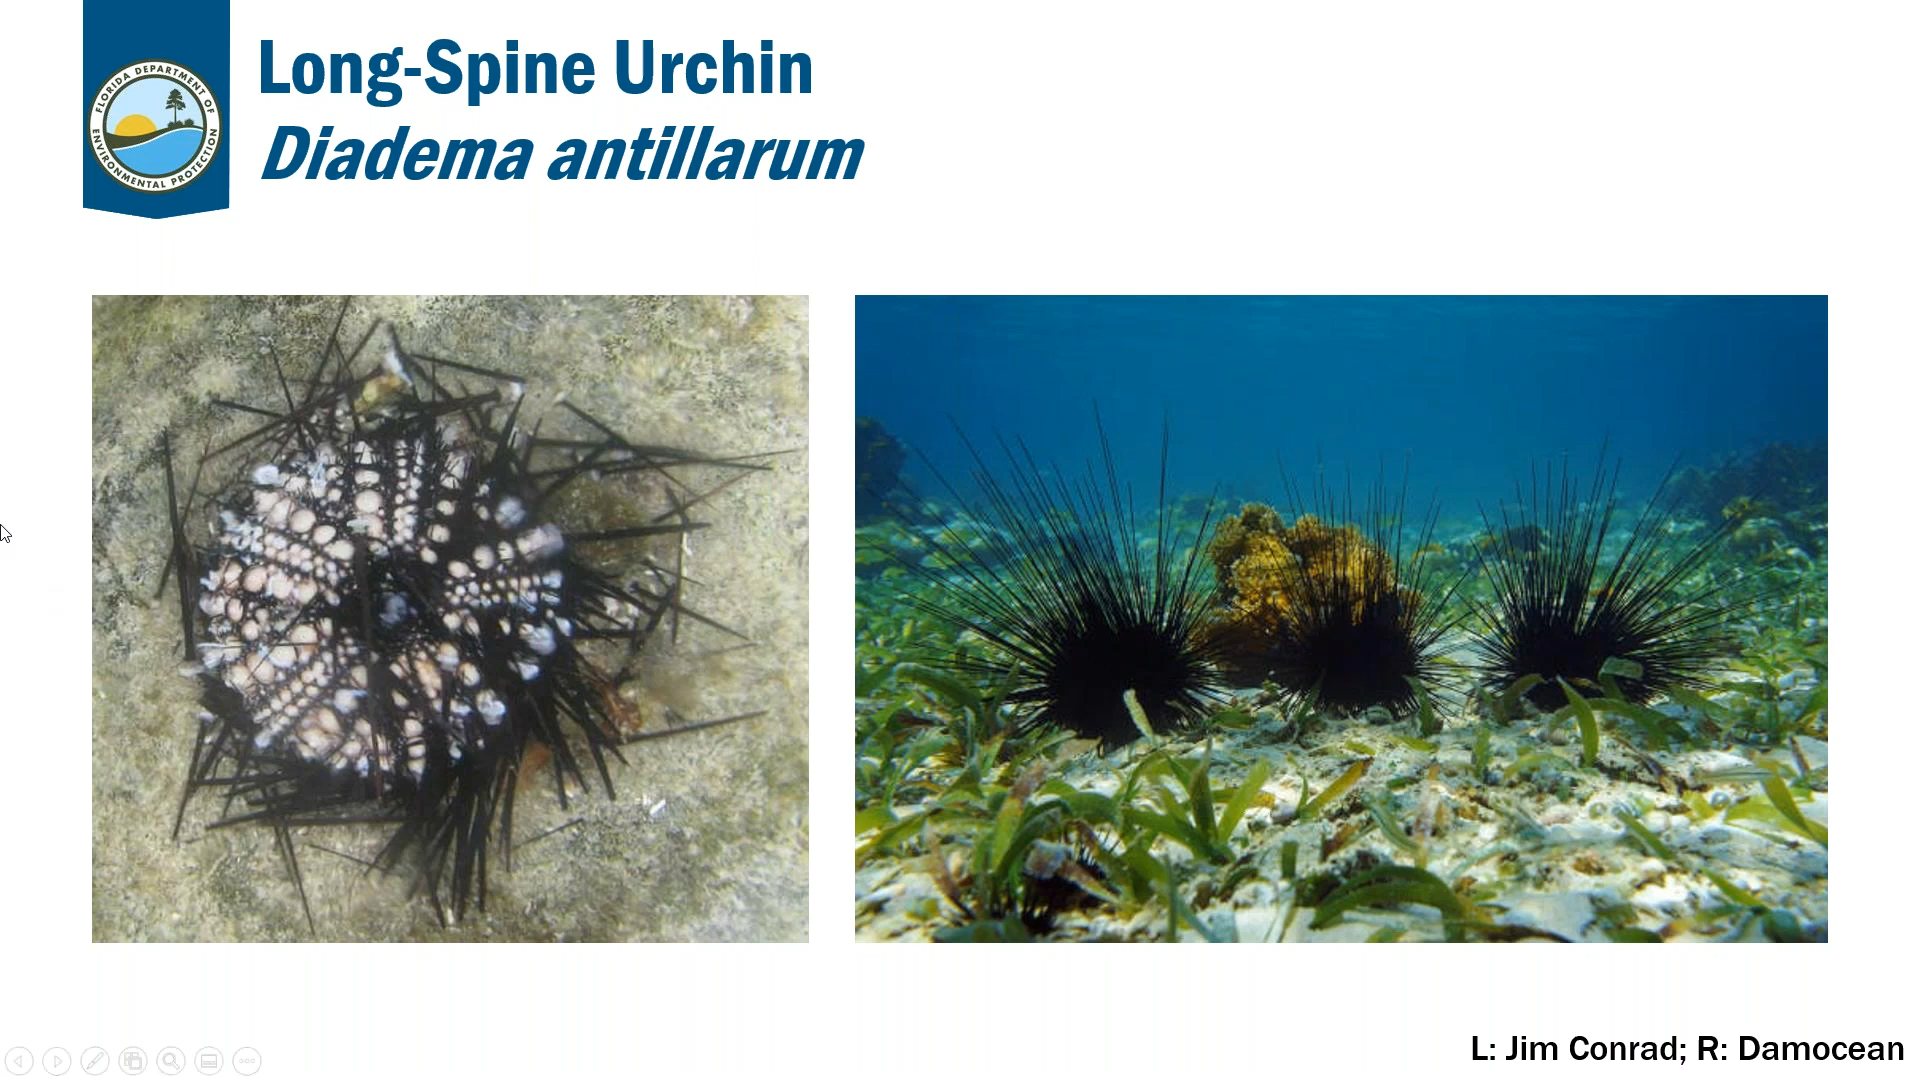 FLORIDA DEPARTMENT OF
ENVIRONMENTAL PROTECTION
Long-Spine Urchin
Diadema antillarum
L: Jim Conrad; R: Damocean